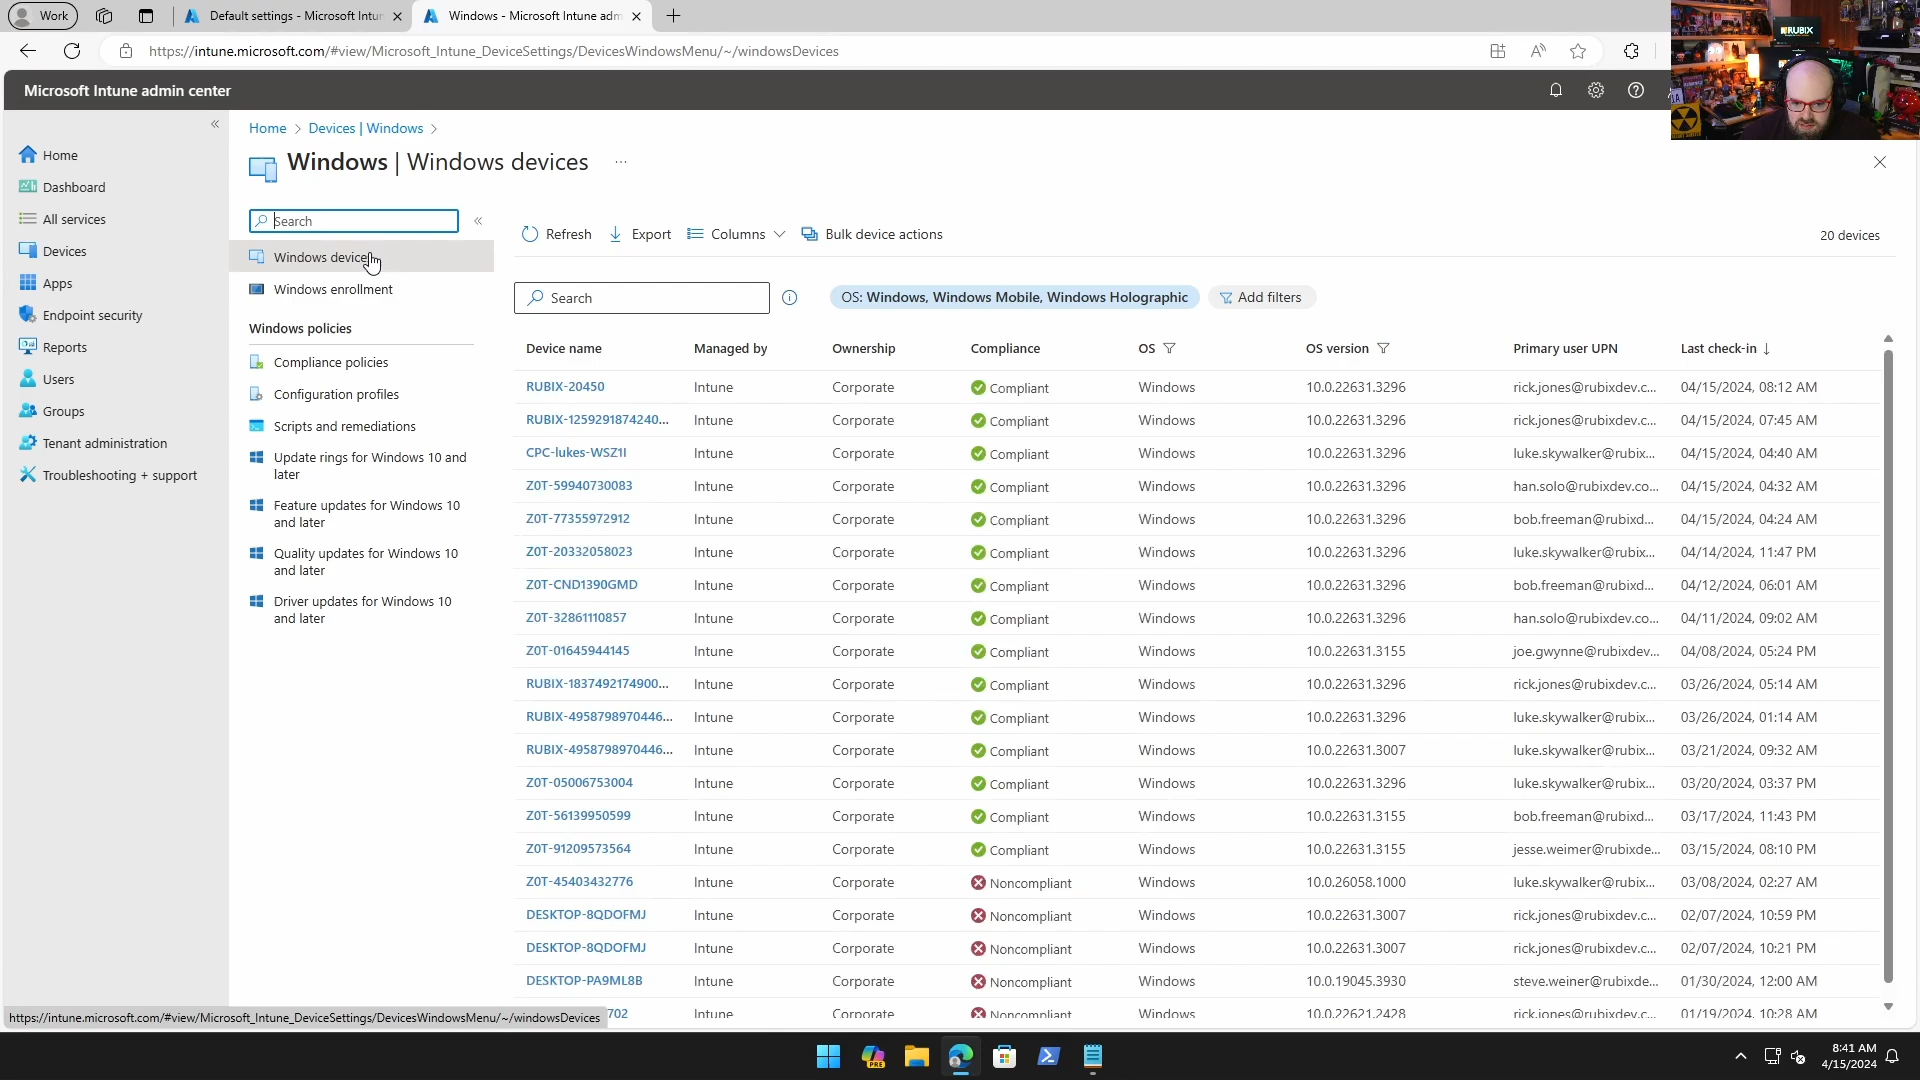 Work
Default settings - Microsoft Intun
Windows - Microsoft Intune adm
https://intune.microsoft.com/#view/Microsoft_Intune_DeviceSettings/DevicesWindowsMenu/~/windowsDevices
RUBIX
Microsoft Intune admin center
Home
Dashboard
All services
Devices
Apps
Endpoint security
Reports
Users
Groups
Tenant administration
Troubleshooting + support
Home > Devices | Windows >
Windows | Windows devices ...
Search
Windows devices
Windows enrollment
Windows policies
Compliance policies
Configuration profiles
Scripts and remediations
Update rings for Windows 10 and
later
Feature updates for Windows 10
and later
Quality updates for Windows 10
and later
Driver updates for Windows 10
and later
Refresh Export Columns Bulk device actions
20 devices
Search
OS: Windows, Windows Mobile, Windows Holographic
Add filters
Device name Managed by Ownership Compliance OS OS version Primary user UPN Last check-in ↓
RUBIX-20450 Intune Corporate Compliant Windows 10.0.22631.3296 rick.jones@rubixdev.c... 04/15/2024, 08:12 AM
RUBIX-1259291874240... Intune Corporate Compliant Windows 10.0.22631.3296 rick.jones@rubixdev.c... 04/15/2024, 07:45 AM
CPC-lukes-WSZ1I Intune Corporate Compliant Windows 10.0.22631.3296 luke.skywalker@rubix... 04/15/2024, 04:40 AM
Z0T-59940730083 Intune Corporate Compliant Windows 10.0.22631.3296 han.solo@rubixdev.co... 04/15/2024, 04:32 AM
Z0T-77355972912 Intune Corporate Compliant Windows 10.0.22631.3296 bob.freeman@rubixd... 04/15/2024, 04:24 AM
Z0T-20332058023 Intune Corporate Compliant Windows 10.0.22631.3296 luke.skywalker@rubix... 04/14/2024, 11:47 PM
Z0T-CND1390GMD Intune Corporate Compliant Windows 10.0.22631.3296 bob.freeman@rubixd... 04/12/2024, 06:01 AM
Z0T-32861110857 Intune Corporate Compliant Windows 10.0.22631.3296 han.solo@rubixdev.co... 04/11/2024, 09:02 AM
Z0T-01645944145 Intune Corporate Compliant Windows 10.0.22631.3155 joe.gwynne@rubixdev... 04/08/2024, 05:24 PM
RUBIX-1837492174900... Intune Corporate Compliant Windows 10.0.22631.3296 rick.jones@rubixdev.c... 03/26/2024, 05:14 AM
RUBIX-4958798970446... Intune Corporate Compliant Windows 10.0.22631.3296 luke.skywalker@rubix... 03/26/2024, 01:14 AM
RUBIX-4958798970446... Intune Corporate Compliant Windows 10.0.22631.3007 luke.skywalker@rubix... 03/21/2024, 09:32 AM
Z0T-05006753004 Intune Corporate Compliant Windows 10.0.22631.3296 luke.skywalker@rubix... 03/20/2024, 03:37 PM
Z0T-56139950599 Intune Corporate Compliant Windows 10.0.22631.3155 bob.freeman@rubixd... 03/17/2024, 11:43 PM
Z0T-91209573564 Intune Corporate Compliant Windows 10.0.22631.3155 jesse.weimer@rubixde... 03/15/2024, 08:10 PM
Z0T-45403432776 Intune Corporate Noncompliant Windows 10.0.26058.1000 luke.skywalker@rubix... 03/08/2024, 02:27 AM
DESKTOP-8QDOFMJ Intune Corporate Noncompliant Windows 10.0.22631.3007 rick.jones@rubixdev.c... 02/07/2024, 10:59 PM
DESKTOP-8QDOFMJ Intune Corporate Noncompliant Windows 10.0.22631.3007 rick.jones@rubixdev.c... 02/07/2024, 10:21 PM
DESKTOP-PA9ML8B Intune Corporate Noncompliant Windows 10.0.19045.3930 steve.weiner@rubixde... 01/30/2024, 12:00 AM
702 Intune Corporate Noncompliant Windows 10.0.22621.2428 rick.jones@rubixdev.c... 01/19/2024, 10:28 AM
https://intune.microsoft.com/#view/Microsoft_Intune_DeviceSettings/DevicesWindowsMenu/~/windowsDevices
PRE
8:41 AM
4/15/2024